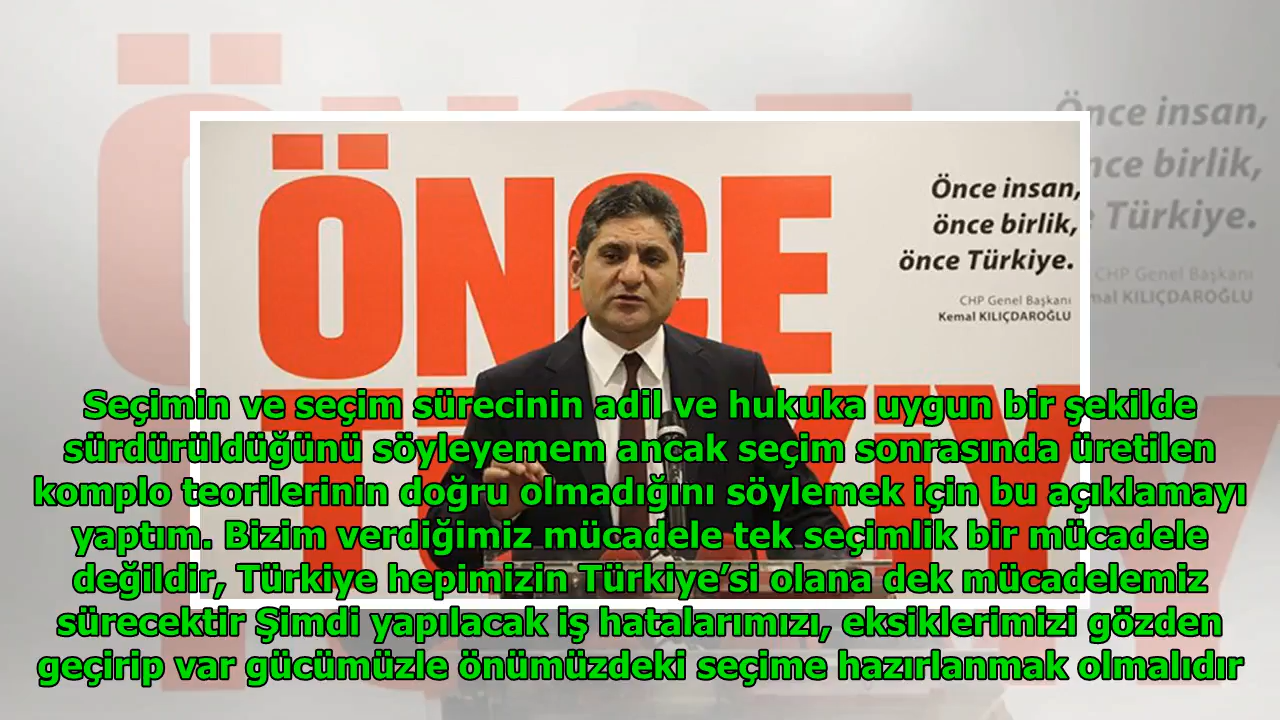 ÖNCE
Önce insan,
önce birlik,
önce Türkiye.
CHP Genel Başkanı
Kemal KILIÇDAROĞLU
nce insan,
nce birlik,
Türkiye.
CHP Genel Başkanı
mal KILIÇDAROĞLU
Seçimin ve seçim sürecinin adil ve hukuka uygun bir şekilde
sürdürüldüğünü söyleyemem ancak seçim sonrasında üretilen
komplo teorilerinin doğru olmadığını söylemek için bu açıklamayı
yaptım. Bizim verdiğimiz mücadele tek seçimlik bir mücadele
değildir, Türkiye hepimizin Türkiye’si olana dek mücadelemiz
sürecektir Şimdi yapılacak iş hatalarımızı, eksiklerimizi gözden
geçirip var gücümüzle önümüzdeki seçime hazırlanmak olmalıdır